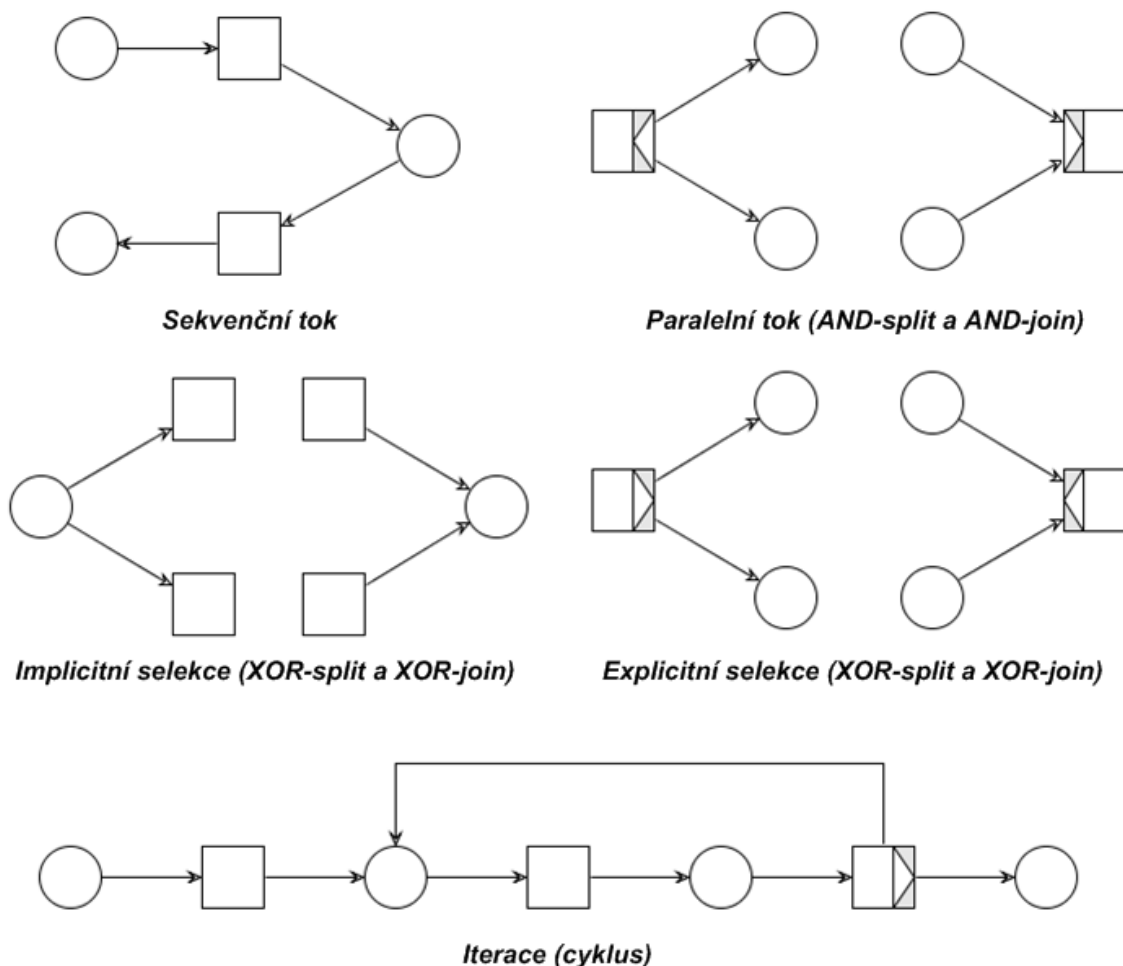 Sekvenční tok
Paralelní tok (AND-split a AND-join)
Implicitní selekce (XOR-split a XOR-join)
Explicitní selekce (XOR-split a XOR-join)
Iterace (cyklus)